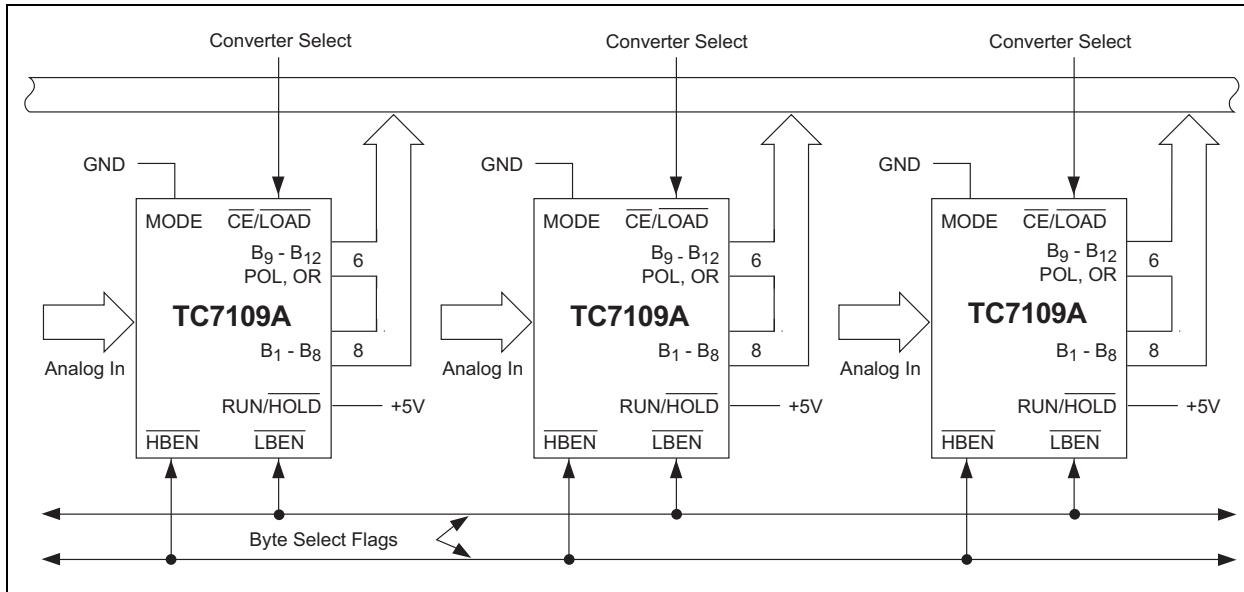 Converter Select
Converter Select
Converter Select
GND
GND
GND
MODE
CE/LOAD
B9 - B12
POL, OR
6
TC7109A
B1 - B8
8
Analog In
RUN/HOLD
+5V
HBEN
LBEN
MODE
CE/LOAD
B9 - B12
POL, OR
6
TC7109A
B1 - B8
8
Analog In
RUN/HOLD
+5V
HBEN
LBEN
MODE
CE/LOAD
B9 - B12
POL, OR
6
TC7109A
B1 - B8
8
Analog In
RUN/HOLD
+5V
HBEN
LBEN
Byte Select Flags